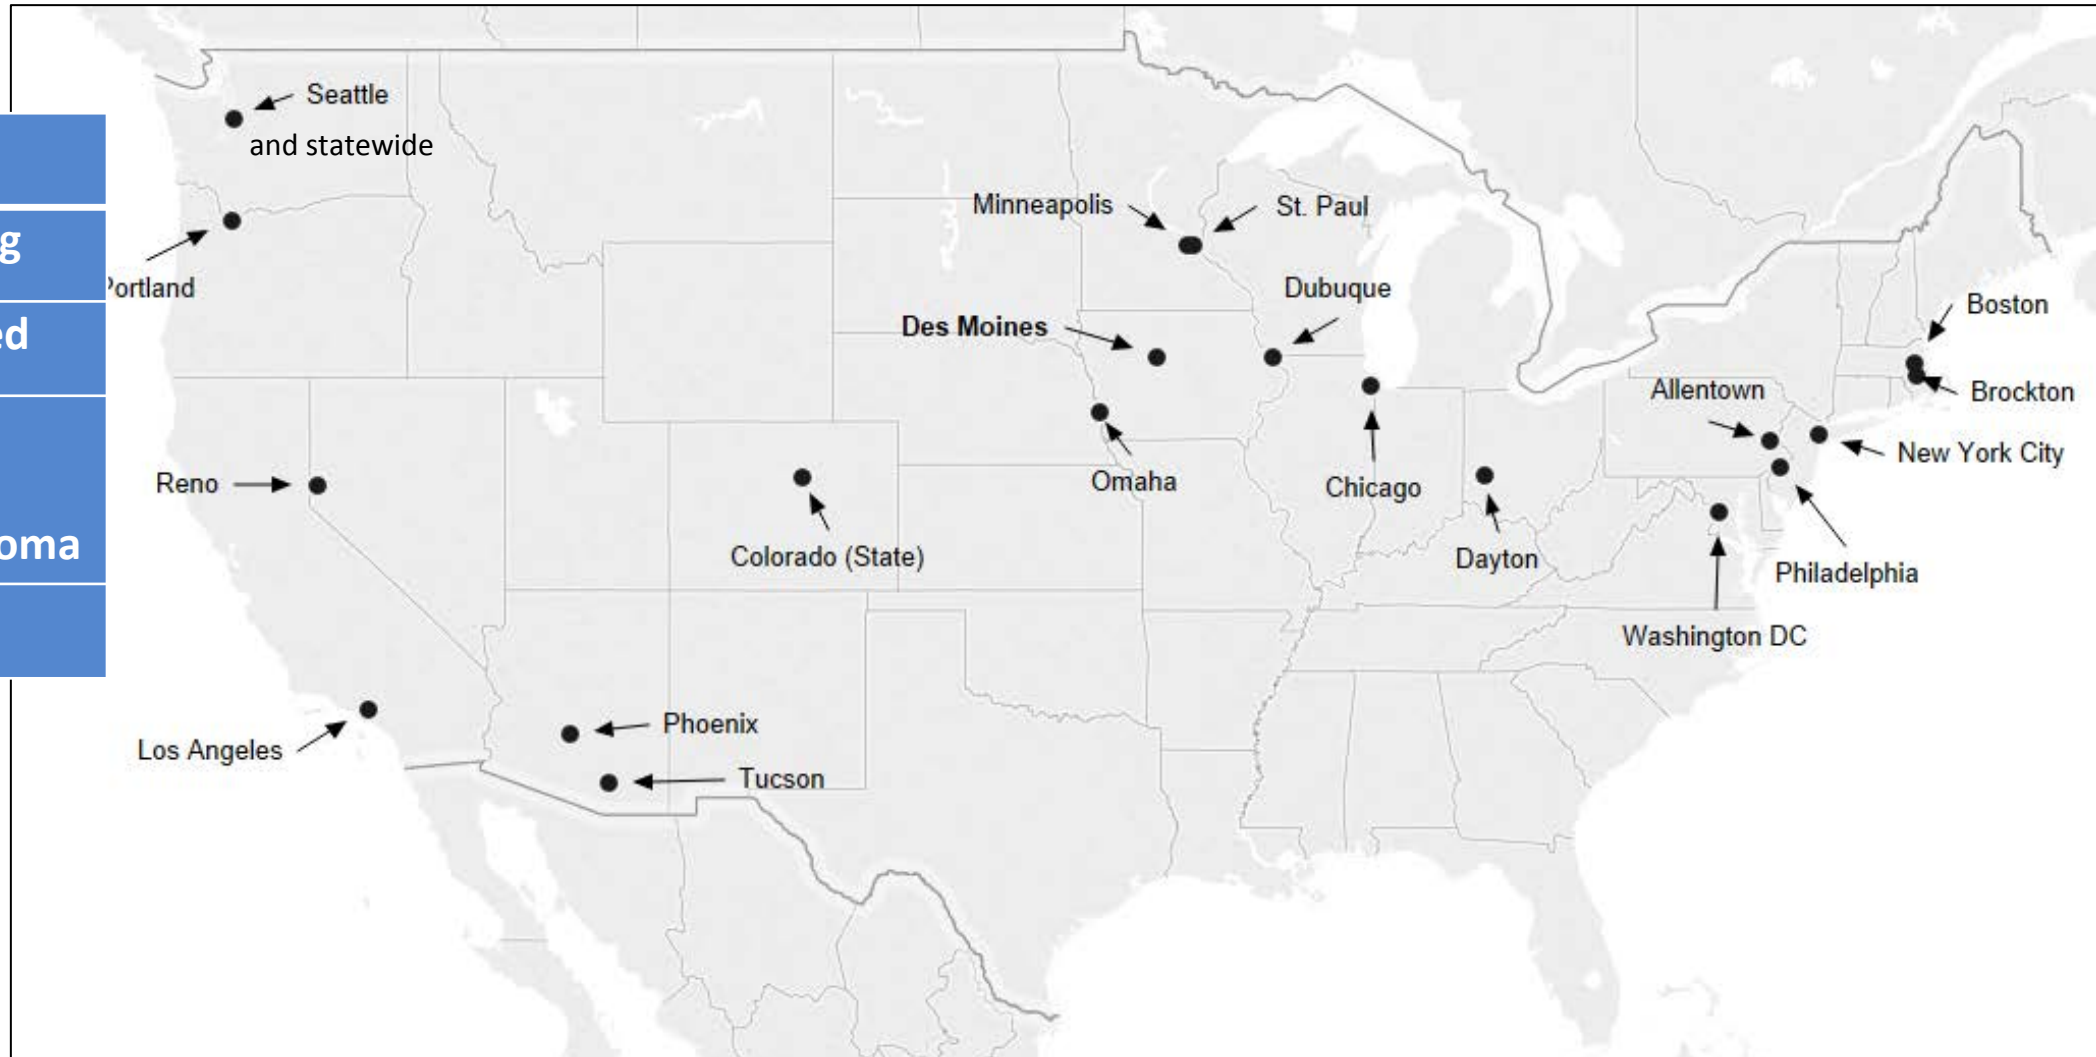 Seattle
and statewide
Minneapolis
St. Paul
Portland
Dubuque
Boston
Des Moines
Allentown
Brockton
New York City
Reno
Omaha
Chicago
Colorado (State)
Dayton
Philadelphia
Washington DC
Phoenix
Los Angeles
Tucson
g
ed
oma